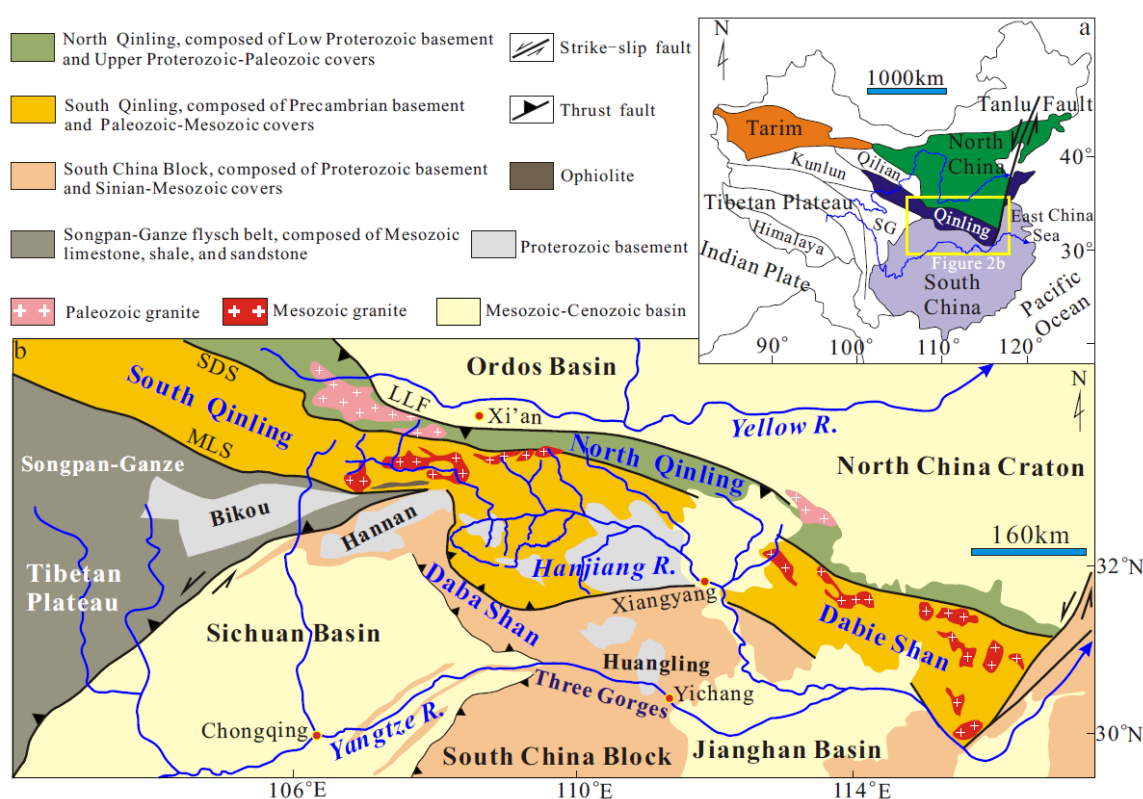 North Qinling, composed of Low Proterozoic basement
and Upper Proterozoic-Paleozoic covers
South Qinling, composed of Precambrian basement
and Paleozoic-Mesozoic covers
South China Block, composed of Proterozoic basement
and Sinian-Mesozoic covers
Songpan-Ganze flysch belt, composed of Mesozoic
limestone, shale, and sandstone
Strike-slip fault
Thrust fault
Ophiolite
Proterozoic basement
Paleozoic granite
Mesozoic granite
Mesozoic-Cenozoic basin
N
a
1000km
Tanlu Fault
Tarim
North
China
40°
Qilian
Kunlun
Tibetan Plateau
Qinling
East China
Sea
SG
Himalaya
30°
Indian Plate
Figure 2b
South
China
Pacific
Ocean
90°
100°
110°
120°
b
SDS
Ordos Basin
N
South Qinling
LLF
Xi'an
Yellow R.
MLS
North Qinling
Songpan-Ganze
North China Craton
Bikou
Hannan
160km
Hanjiang R.
32°N
Tibetan
Plateau
Daba Shan
Xiangyang
Sichuan Basin
Dabie Shan
Huangling
Three Gorges
Yichang
Chongqing
Yangtze R.
South China Block
Jianghan Basin
30°N
106°E
110°E
114°E